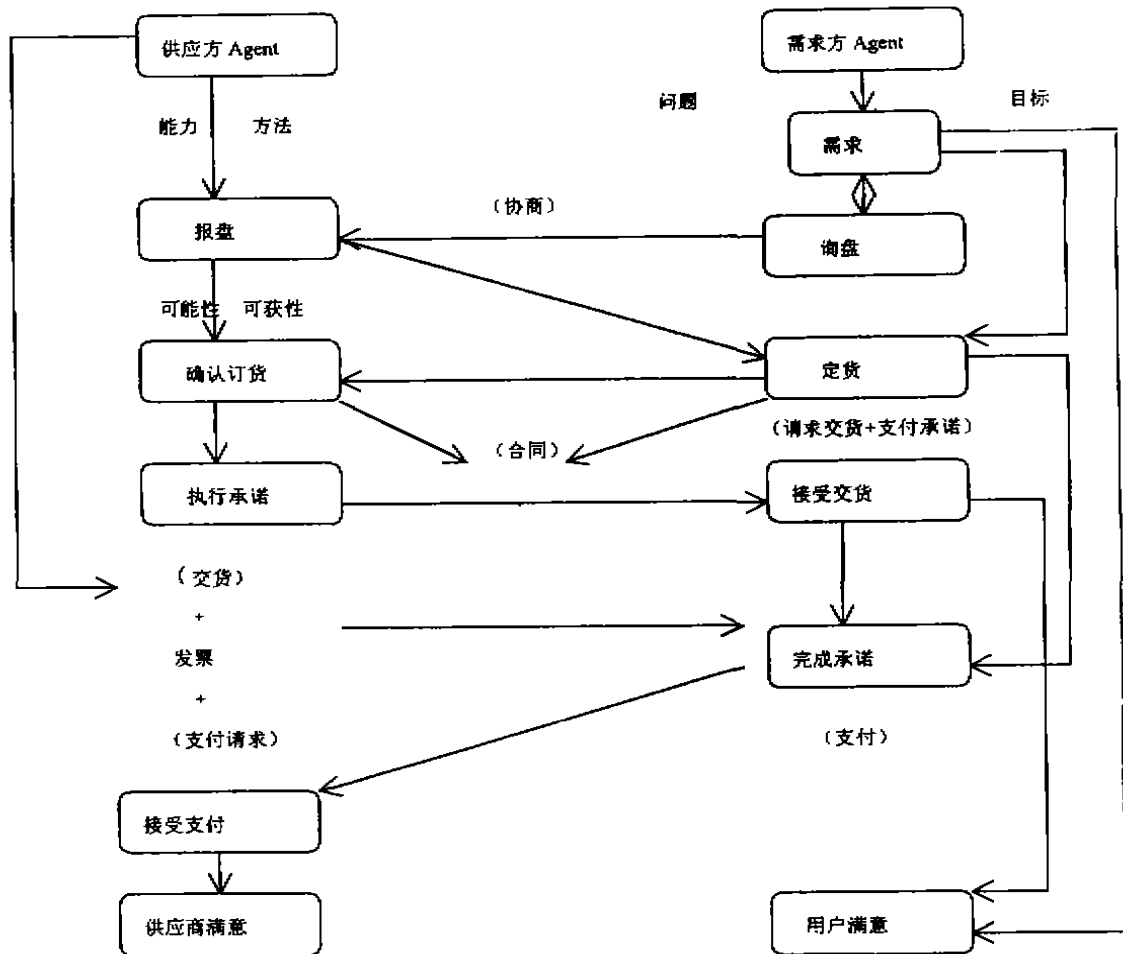 供应方 Agent
需求方 Agent
问题
目标
能力 方法
需求
(协商)
报盘
询盘
可能性 可获性
确认订货
定货
(请求交货+支付承诺)
(合同)
执行承诺
接受交货
(交货)
+
发票
完成承诺
+
(支付请求)
(支付)
接受支付
供应商满意
用户满意